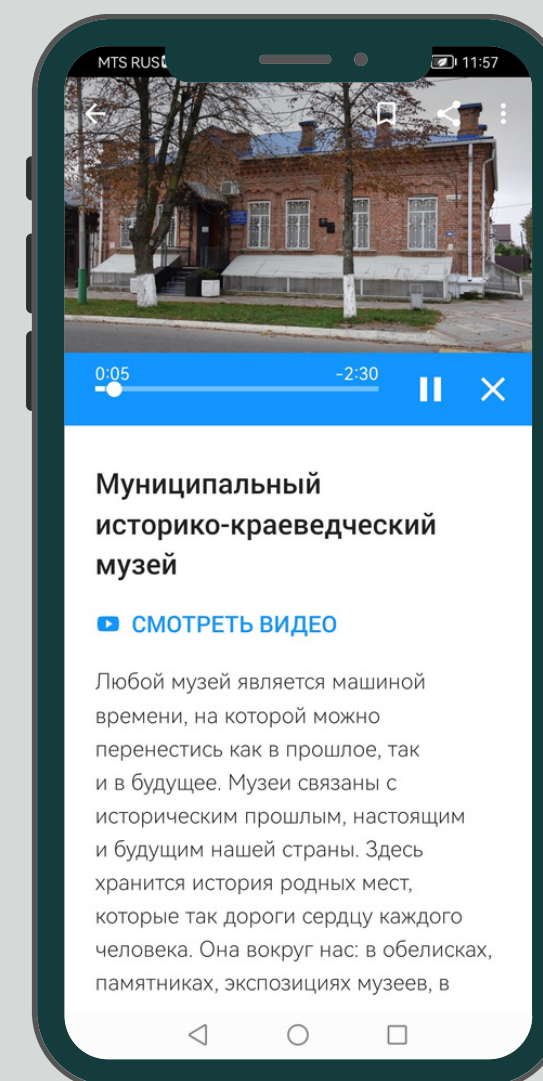 MTS RUS
11:57
0:05
-2:30
Муниципальный
историко-краеведческий
музей
СМОТРЕТЬ ВИДЕО
Любой музей является машиной
времени, на которой можно
перенестись как в прошлое, так
и в будущее. Музеи связаны с
историческим прошлым, настоящим
и будущим нашей страны. Здесь
хранится история родных мест,
которые так дороги сердцу каждого
человека. Она вокруг нас: в обелисках,
памятниках, экспозициях музеев, в